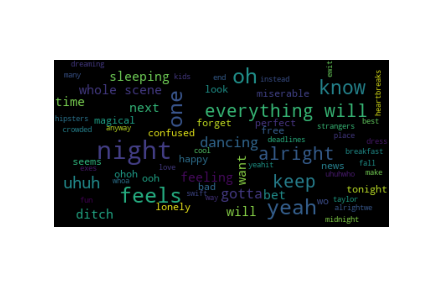 dreaming
many
sleeping
kids
oh
end
instead
emit
know
heartbreaks
whole scene
look
miserable
time
next
one
everything will
hipsters
magical
forget
perfect
strangers
best
crowded
anyway
confused
free
place
night
dancing
deadlines
dress
cool
alright
breakfast
seems
happy
want
news
fall
eyes
ohoh
love
yeahit
uhuh
whoa
ooh
feeling
keep
uhuhwho
make
bad
tonight
feels
swift
way
gotta
bet
taylor
fun
lonely
will
yeah
wo
alrightwe
ditch
midnight